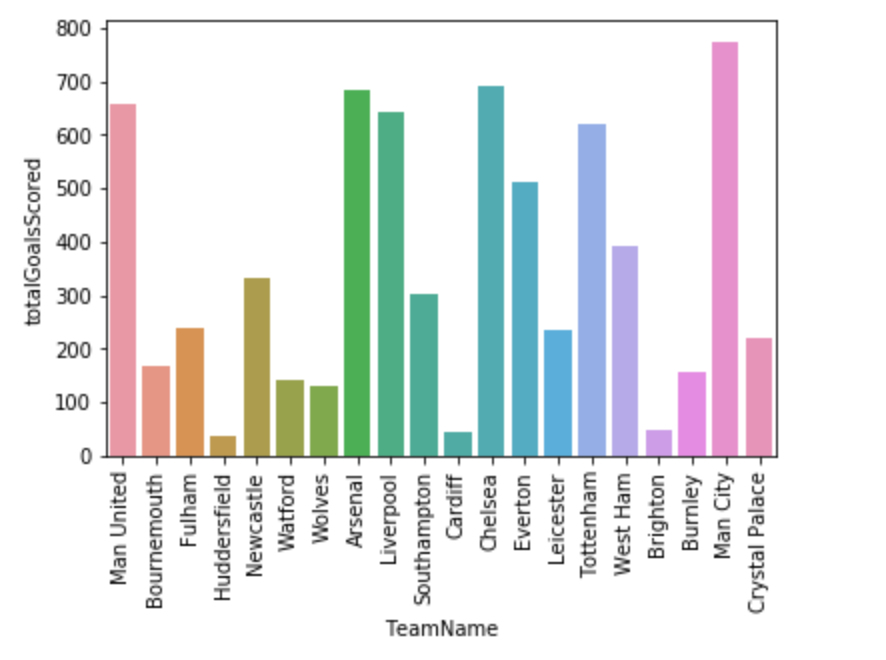 800
700
600
500
400
300
200
100
0
totalGoalsScored
Man United
Bournemouth
Fulham
Huddersfield
Newcastle
Watford
Wolves
Arsenal
Liverpool
Southampton
Cardiff
Chelsea
Everton
Leicester
Tottenham
West Ham
Brighton
Burnley
Man City
Crystal Palace
TeamName